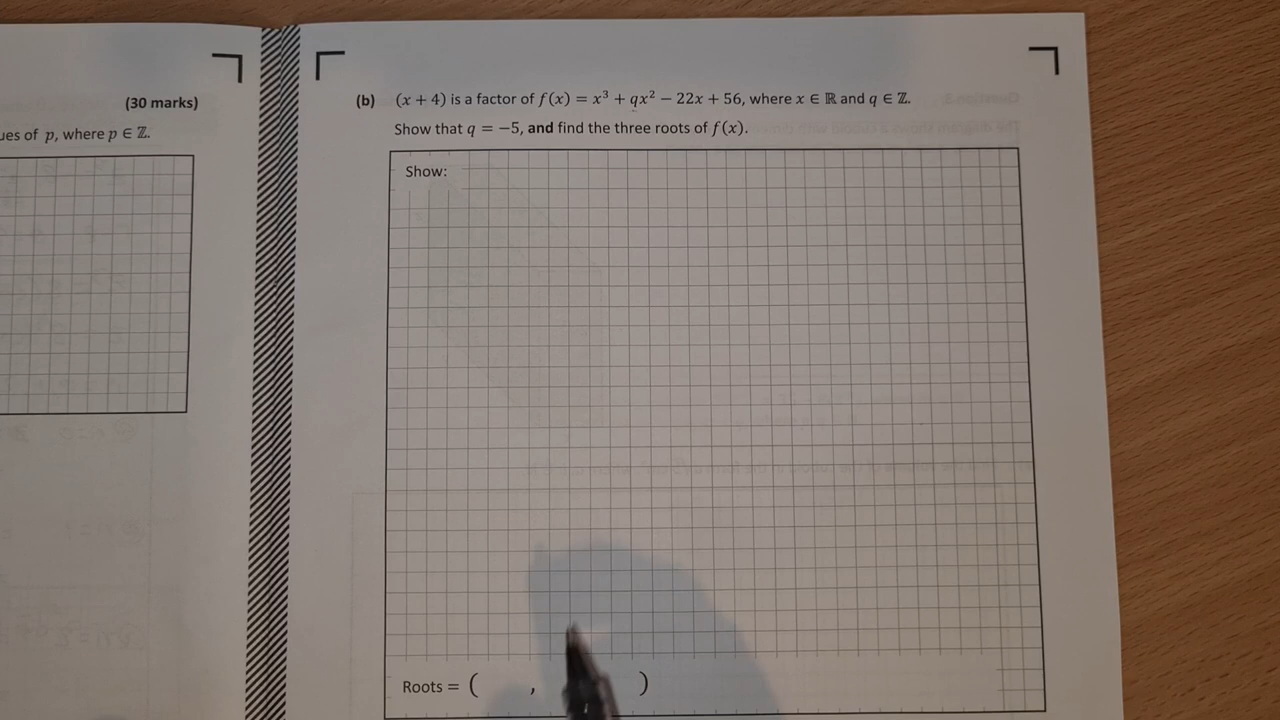 (30 marks)
ues of p, where p ∈ ℤ.
(b) (x + 4) is a factor of f(x) = x³ + qx² − 22x + 56, where x ∈ ℝ and q ∈ ℤ.
Show that q = −5, and find the three roots of f(x).
Show:
Roots = ( , )